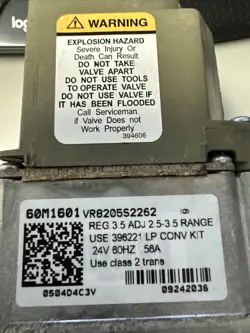 log
WARNING
EXPLOSION HAZARD
Severe Injury Or
Death Can Result
DO NOT TAKE
VALVE APART
DO NOT USE TOOLS
TO OPERATE VALVE
DO NOT USE VALVE IF
IT HAS BEEN FLOODED
Call Serviceman
if Valve Does not
Work Properly
394606
60M1601 VR8205S2262
REG 3.5 ADJ 2.5-3.5 RANGE
USE 396221 LP CONV KIT
24V 60HZ .56A
Use class 2 trans
0504D4C3V
09242036